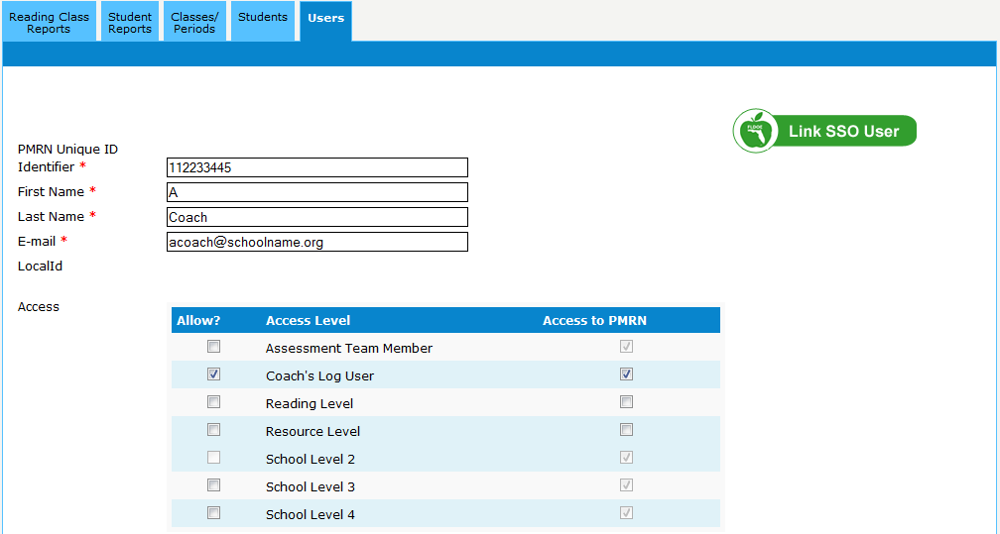 Reading Class
Reports
Student
Reports
Classes/
Periods
Students
Users
FLDOE
Link SSO User
PMRN Unique ID
Identifier *
112233445
First Name *
A
Last Name *
Coach
E-mail *
acoach@schoolname.org
LocalId
Access
Allow? Access Level Access to PMRN
Assessment Team Member
Coach's Log User
Reading Level
Resource Level
School Level 2
School Level 3
School Level 4